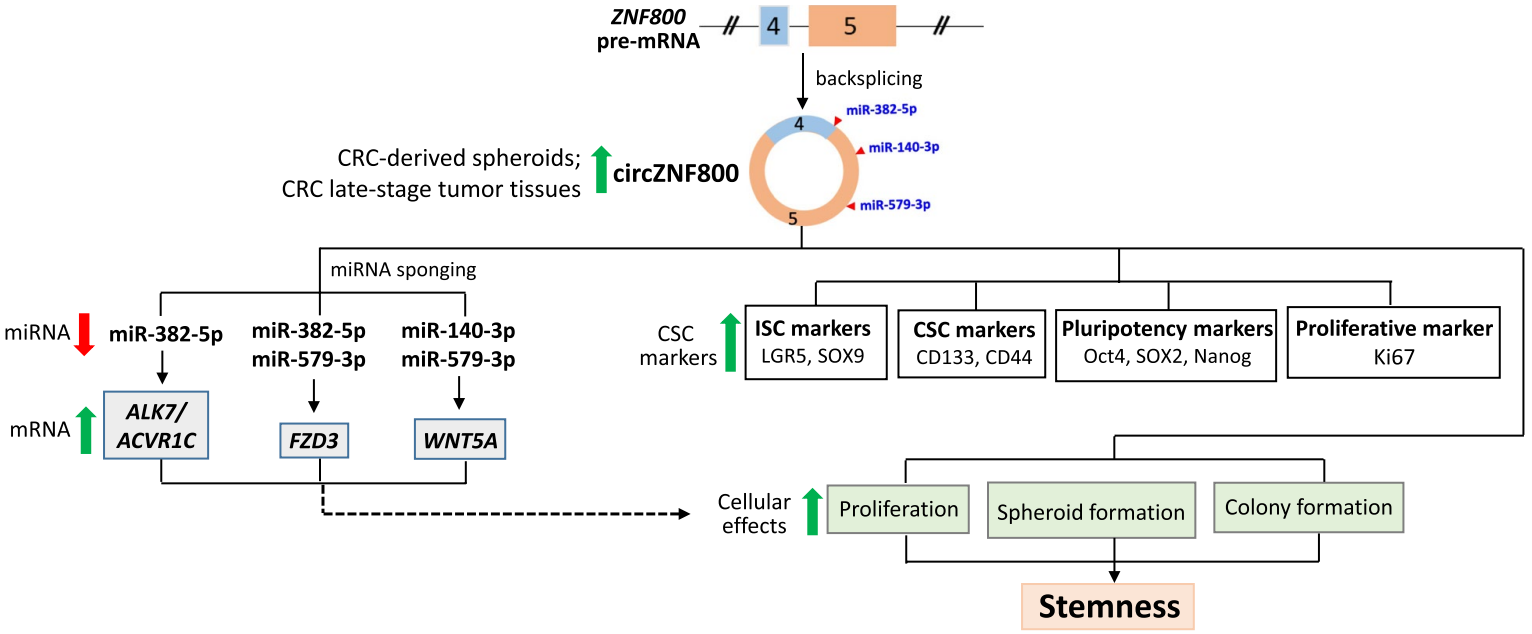 ZNF800
pre-mRNA
4
5
backsplicing
miR-382-5p
4
miR-140-3p
CRC-derived spheroids;
CRC late-stage tumor tissues
circZNF800
miR-579-3p
5
miRNA sponging
miRNA
miR-382-5p
miR-382-5p
miR-579-3p
miR-140-3p
miR-579-3p
CSC
markers
ISC markers
LGR5, SOX9
CSC markers
CD133, CD44
Pluripotency markers
Oct4, SOX2, Nanog
Proliferative marker
Ki67
mRNA
ALK7/
ACVR1C
FZD3
WNT5A
Cellular
effects
Proliferation
Spheroid formation
Colony formation
Stemness